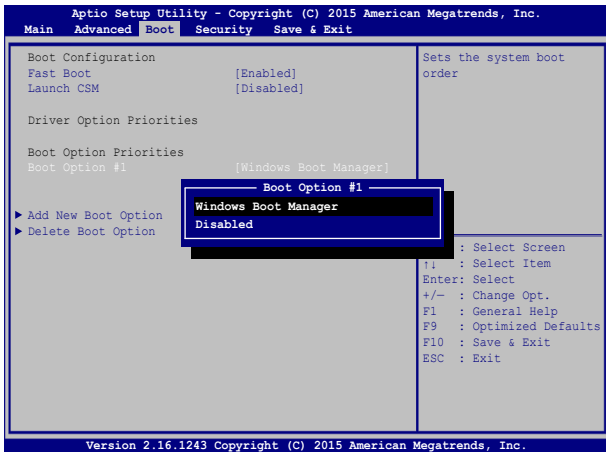 Aptio Setup Utility - Copyright (C) 2015 American Megatrends, Inc.
Main Advanced Boot Security Save & Exit
Boot Configuration
Fast Boot [Enabled]
Launch CSM [Disabled]
Driver Option Priorities
Boot Option Priorities
Boot Option #1 [Windows Boot Manager]
Add New Boot Option
Delete Boot Option
Boot Option #1
Windows Boot Manager
Disabled
Sets the system boot
order
: Select Screen
↑↓ : Select Item
Enter: Select
+/— : Change Opt.
F1 : General Help
F9 : Optimized Defaults
F10 : Save & Exit
ESC : Exit
Version 2.16.1243 Copyright (C) 2015 American Megatrends, Inc.